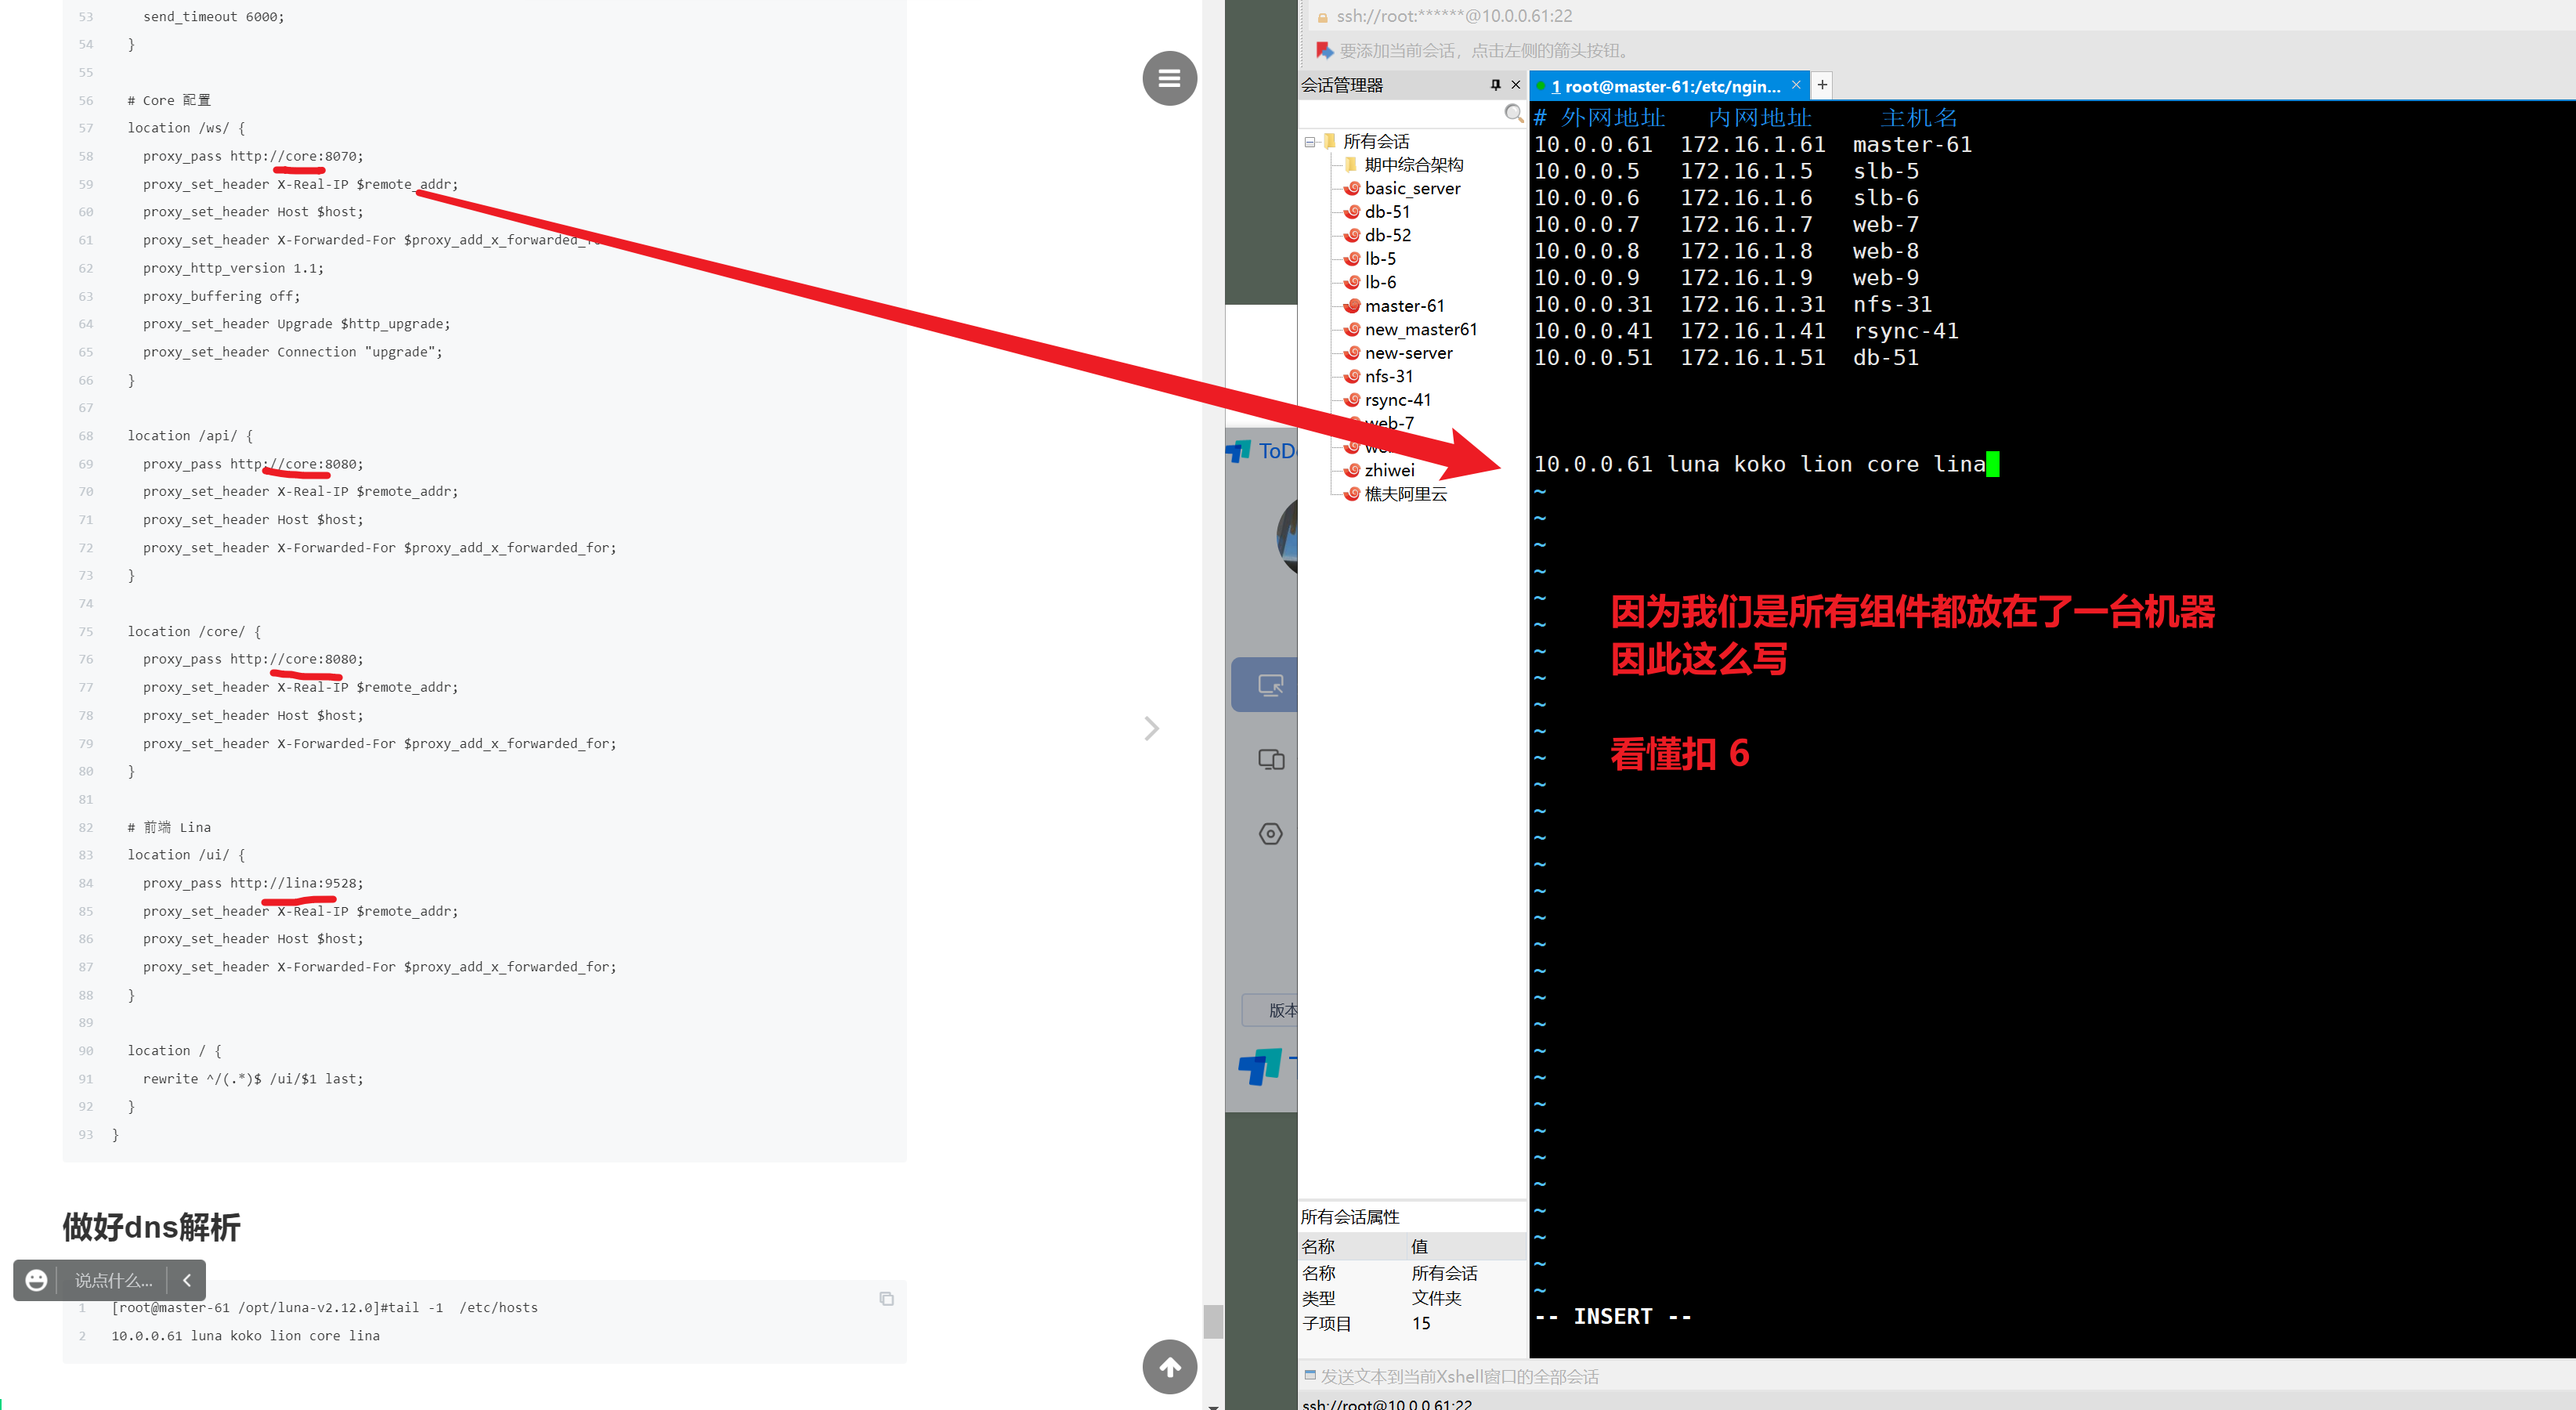 53 send_timeout 6000;
54 }
55
56 # Core 配置
57 location /ws/ {
58 proxy_pass http://core:8070;
59 proxy_set_header X-Real-IP $remote_addr;
60 proxy_set_header Host $host;
61 proxy_set_header X-Forwarded-For $proxy_add_x_forwarded_fo
62 proxy_http_version 1.1;
63 proxy_buffering off;
64 proxy_set_header Upgrade $http_upgrade;
65 proxy_set_header Connection "upgrade";
66 }
67
68 location /api/ {
69 proxy_pass http://core:8080;
70 proxy_set_header X-Real-IP $remote_addr;
71 proxy_set_header Host $host;
72 proxy_set_header X-Forwarded-For $proxy_add_x_forwarded_for;
73 }
74
75 location /core/ {
76 proxy_pass http://core:8080;
77 proxy_set_header X-Real-IP $remote_addr;
78 proxy_set_header Host $host;
79 proxy_set_header X-Forwarded-For $proxy_add_x_forwarded_for;
80 }
81
82 # 前端 Lina
83 location /ui/ {
84 proxy_pass http://lina:9528;
85 proxy_set_header X-Real-IP $remote_addr;
86 proxy_set_header Host $host;
87 proxy_set_header X-Forwarded-For $proxy_add_x_forwarded_for;
88 }
89
90 location / {
91 rewrite ^/(.*)$ /ui/$1 last;
92 }
93 }
做好dns解析
说点什么...
1 [root@master-61 /opt/luna-v2.12.0]#tail -1 /etc/hosts
2 10.0.0.61 luna koko lion core lina
ToD
版本
ssh://root:******@10.0.0.61:22
要添加当前会话，点击左侧的箭头按钮。
会话管理器
所有会话
期中综合架构
basic_server
db-51
db-52
lb-5
lb-6
master-61
new_master61
new-server
nfs-31
rsync-41
web-7
zhiwei
樵夫阿里云
所有会话属性
名称 值
名称 所有会话
类型 文件夹
子项目 15
1 root@master-61:/etc/ngin...
# 外网地址 内网地址 主机名
10.0.0.61 172.16.1.61 master-61
10.0.0.5 172.16.1.5 slb-5
10.0.0.6 172.16.1.6 slb-6
10.0.0.7 172.16.1.7 web-7
10.0.0.8 172.16.1.8 web-8
10.0.0.9 172.16.1.9 web-9
10.0.0.31 172.16.1.31 nfs-31
10.0.0.41 172.16.1.41 rsync-41
10.0.0.51 172.16.1.51 db-51
10.0.0.61 luna koko lion core lina
因为我们是所有组件都放在了一台机器
因此这么写
看懂扣 6
-- INSERT --
发送文本到当前Xshell窗口的全部会话
ssh://root@10.0.0.61:22